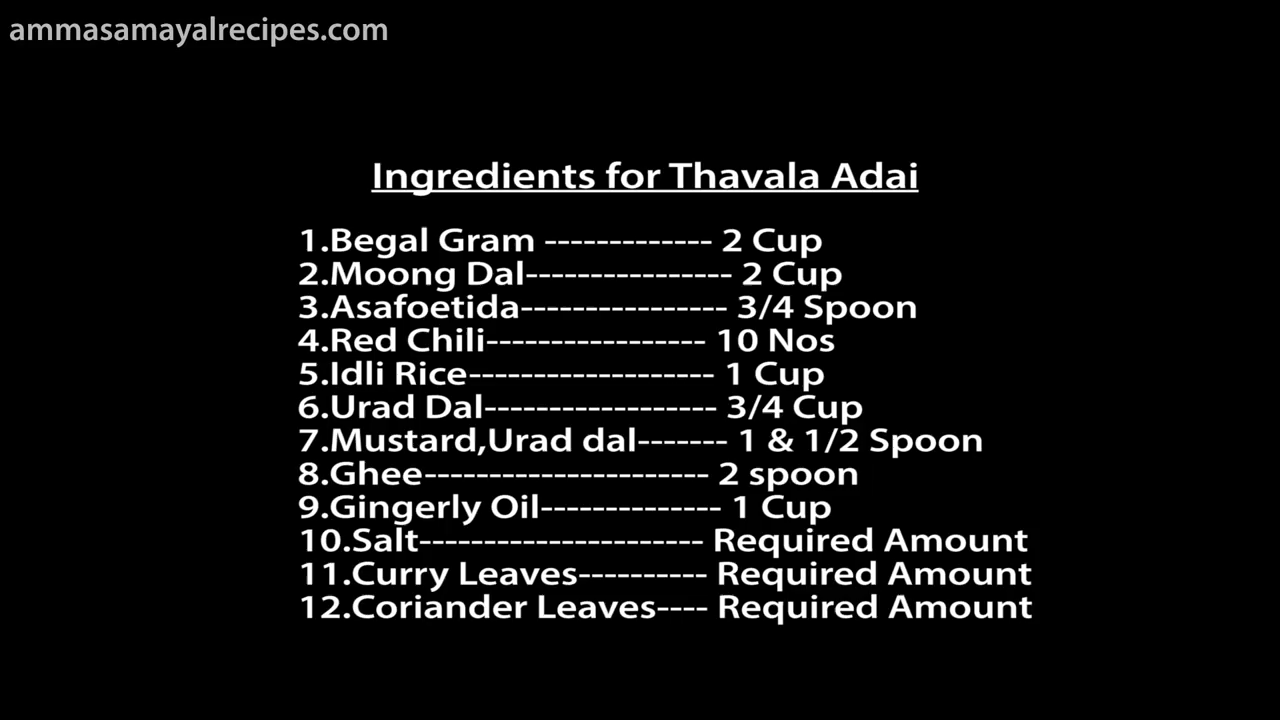 ammasamayalrecipes.com
Ingredients for Thavala Adai
1.Begal Gram ------------- 2 Cup
2.Moong Dal---------------- 2 Cup
3.Asafoetida---------------- 3/4 Spoon
4.Red Chili----------------- 10 Nos
5.Idli Rice------------------- 1 Cup
6.Urad Dal------------------ 3/4 Cup
7.Mustard,Urad dal------- 1 & 1/2 Spoon
8.Ghee---------------------- 2 spoon
9.Gingerly Oil-------------- 1 Cup
10.Salt---------------------- Required Amount
11.Curry Leaves---------- Required Amount
12.Coriander Leaves---- Required Amount